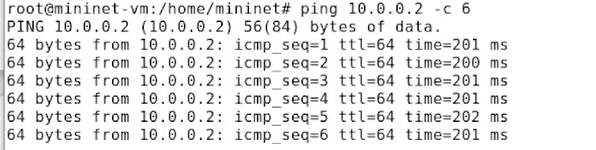 root@mininet-vm:/home/mininet# ping 10.0.0.2 -c 6
PING 10.0.0.2 (10.0.0.2) 56(84) bytes of data.
64 bytes from 10.0.0.2: icmp_seq=1 ttl=64 time=201 ms
64 bytes from 10.0.0.2: icmp_seq=2 ttl=64 time=200 ms
64 bytes from 10.0.0.2: icmp_seq=3 ttl=64 time=201 ms
64 bytes from 10.0.0.2: icmp_seq=4 ttl=64 time=201 ms
64 bytes from 10.0.0.2: icmp_seq=5 ttl=64 time=202 ms
64 bytes from 10.0.0.2: icmp_seq=6 ttl=64 time=201 ms